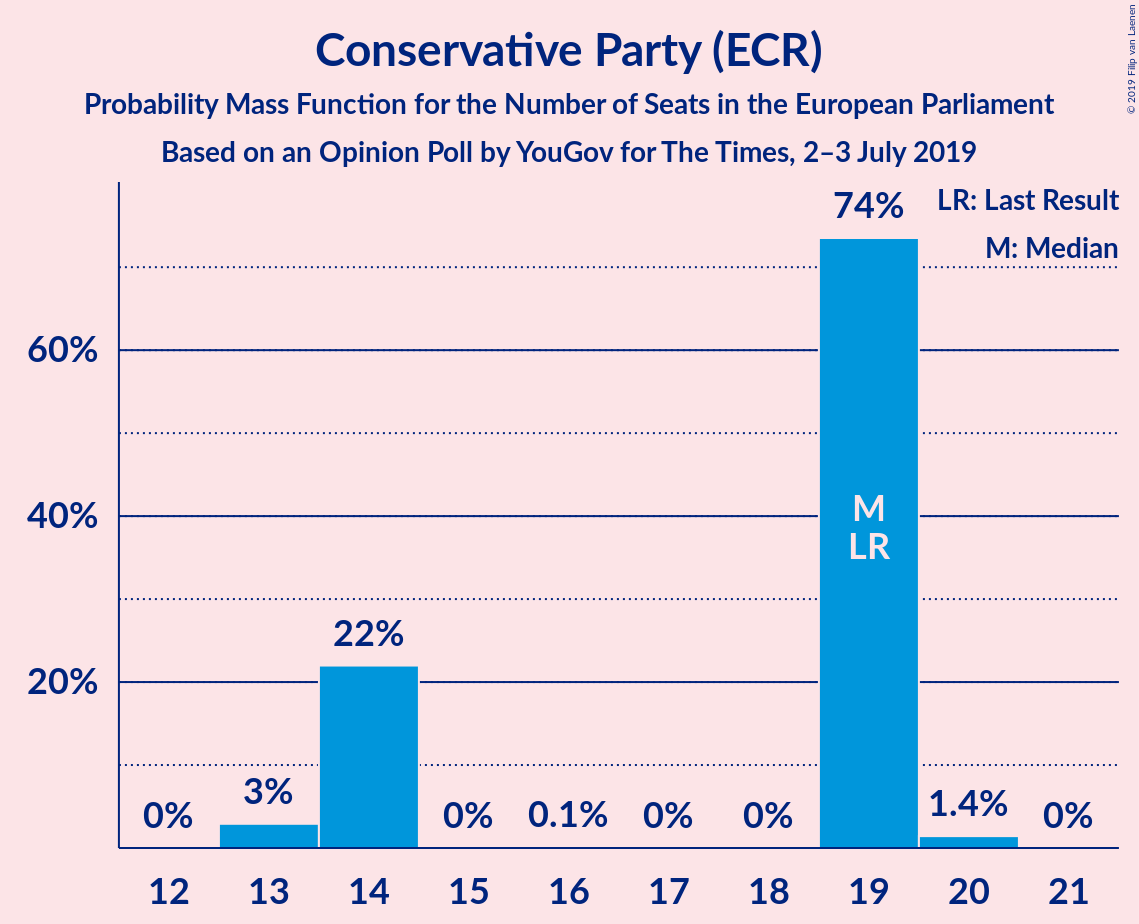 Conservative Party (ECR)
Probability Mass Function for the Number of Seats in the European Parliament
Based on an Opinion Poll by YouGov for The Times, 2–3 July 2019
© 2019 Filip van Laenen
LR: Last Result
M: Median
60%
40%
20%
0%
3%
22%
0%
0.1%
0%
0%
74%
M
LR
1.4%
0%
12 13 14 15 16 17 18 19 20 21